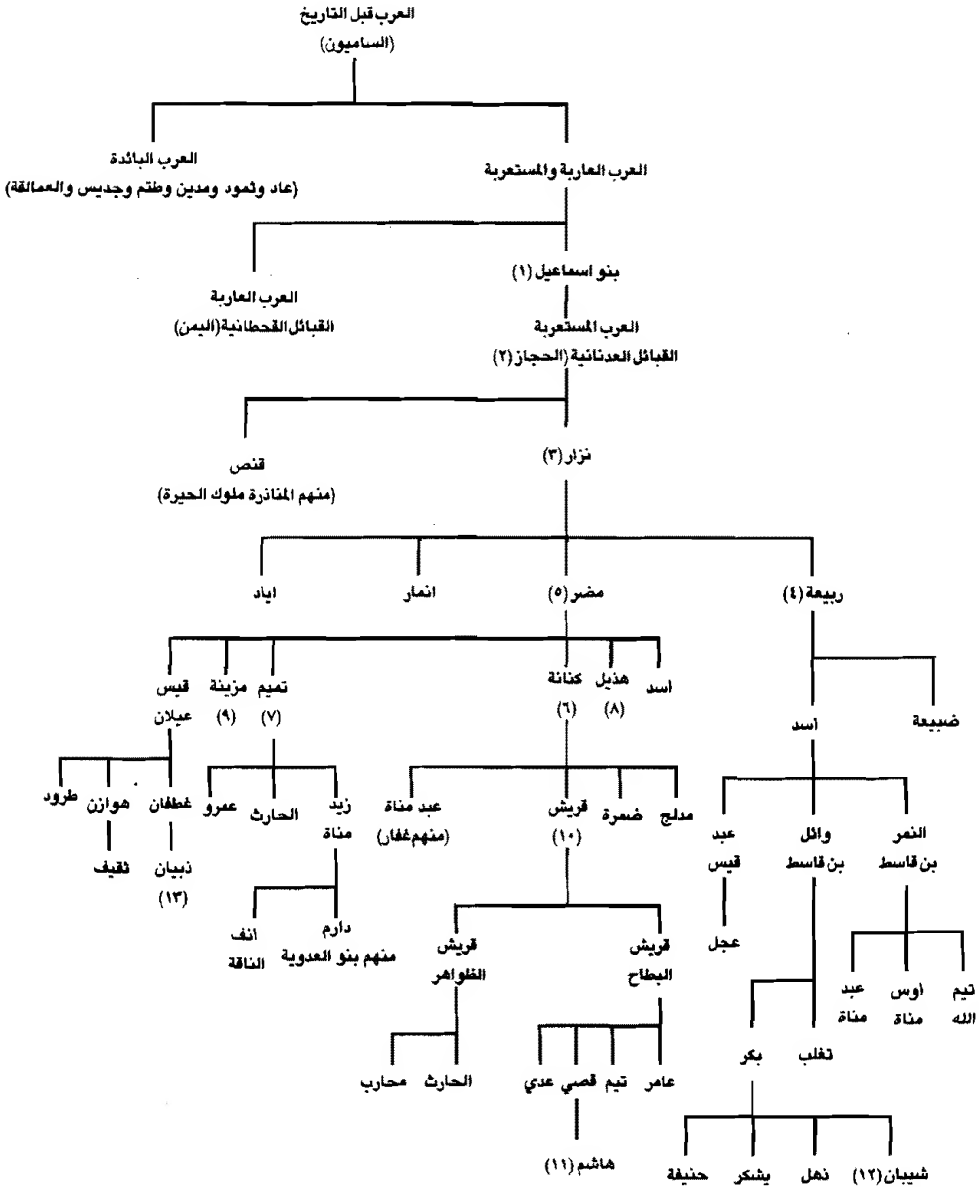 العرب قبل التاريخ
(الساميون)
العرب العاربة والمستعربة
العرب البائدة
(عاد وثمود ومدين وطتم وجديس والعمالقة)
بنو اسماعيل (١)
العرب العاربة
القبائل القحطانية (اليمن)
العرب المستعربة
القبائل العدنانية (الحجاز (٢)
نزار (٣)
قنص
(منهم المناذرة ملوك الحيرة)
ربيعة (٤)
مضر (٥)
انمار
اياد
ضبيعة
اسد
اسد
هذيل
(٨)
كنانة
(٦)
تميم
(٧)
مزينة
(٩)
قيس
عيلان
النمر
بن قاسط
وائل
بن قاسط
عبد
قيس
مدلج
ضمرة
قريش
(١٠)
عبد مناة
(منهم غفار)
زيد
مناة
الحارث
عمرو
غطفان
هوازن
طرود
ذبيان
(١٣)
ثقيف
عجل
دارم
منهم بنو العدوية
انف
الناقة
قريش
البطاح
قريش
الظواهر
تيم
الله
اوس
مناة
عبد
مناة
تغلب
بكر
عامر
تيم
قصي
عدي
الحارث
محارب
هاشم (١١)
شيبان (١٢)
نهل
يشكر
حنيفة